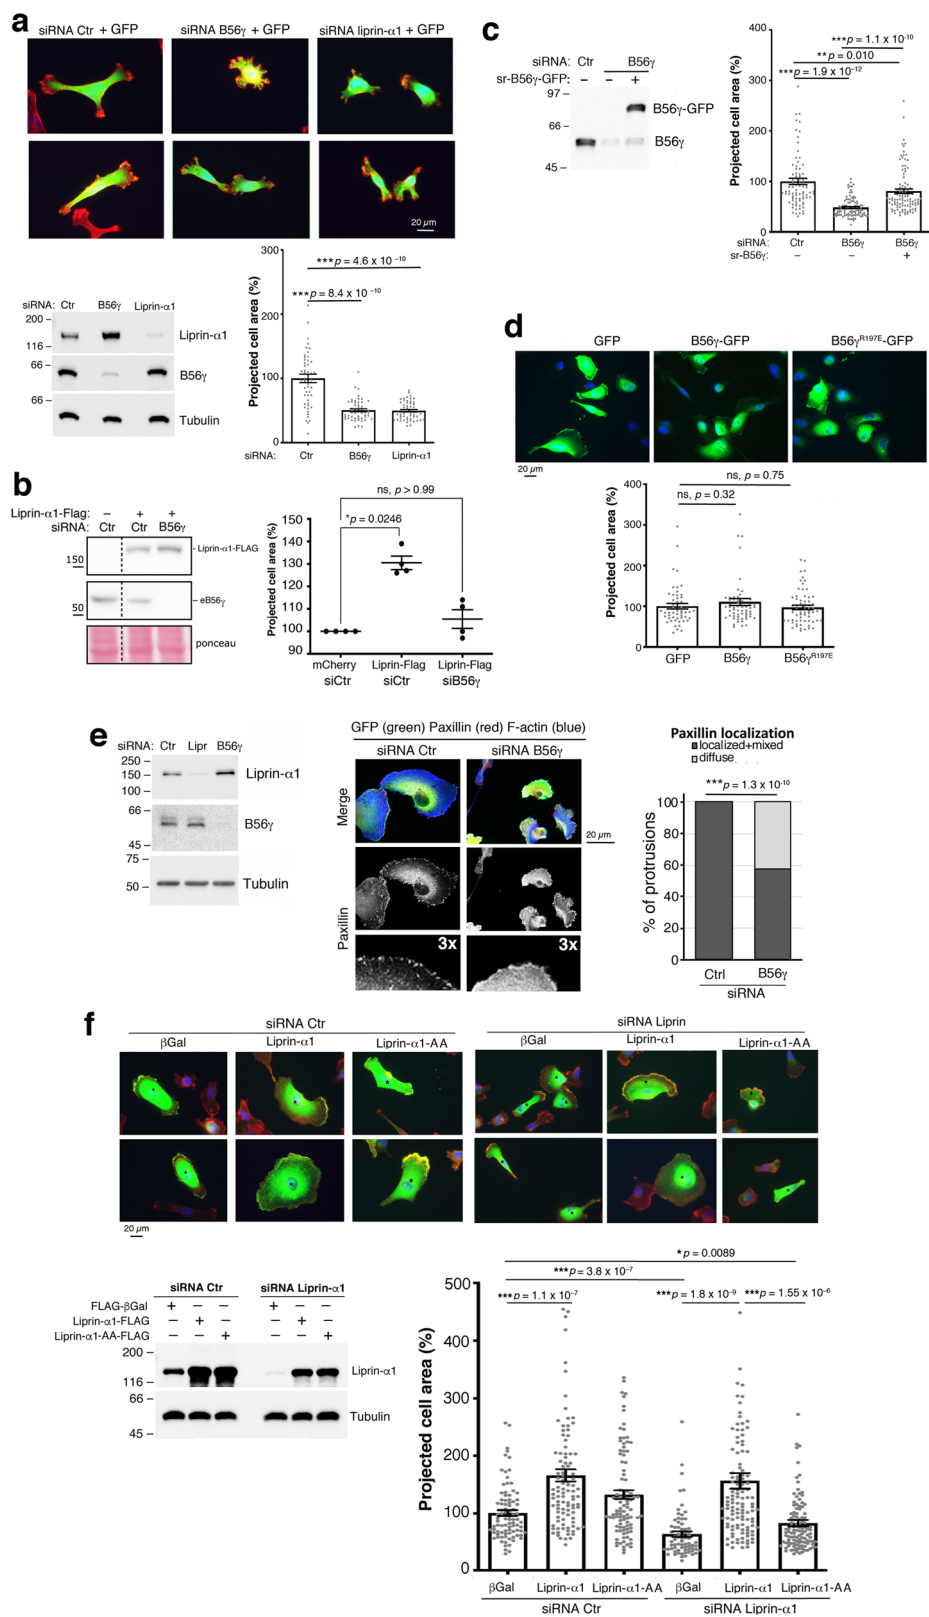 a
siRNA Ctr + GFP
siRNA B56γ + GFP
siRNA liprin-α1 + GFP
20 µm
siRNA: Ctr B56γ Liprin-α1
200
116
Liprin-α1
66
B56γ
66
Tubulin
Projected cell area (%)
300
200
100
0
***p = 4.6 x 10⁻¹⁰
***p = 8.4 x 10⁻¹⁰
siRNA: Ctr B56γ Liprin-α1
b
Liprin-α1-Flag: – + +
siRNA: Ctr Ctr B56γ
150
Liprin-α1-FLAG
50
eB56γ
ponceau
Projected cell area (%)
150
140
130
120
110
100
90
ns, p > 0.99
*p = 0.0246
mCherry Liprin-Flag Liprin-Flag
siCtr siCtr siB56γ
c
siRNA: Ctr B56γ
sr-B56γ-GFP: – – +
97
66
45
B56γ-GFP
B56γ
Projected cell area (%)
400
300
200
100
0
***p = 1.1 x 10⁻¹⁰
**p = 0.010
***p = 1.9 x 10⁻¹²
siRNA: Ctr B56γ B56γ
sr-B56γ: – – +
d
GFP
B56γ-GFP
B56γᴿ¹⁹⁷ᴱ-GFP
20 µm
Projected cell area (%)
400
300
200
100
0
ns, p = 0.75
ns, p = 0.32
GFP B56γ B56γᴿ¹⁹⁷ᴱ
e
siRNA: Ctr Lipr B56γ
250
150
100
Liprin-α1
66
45
B56γ
75
50
Tubulin
GFP (green) Paxillin (red) F-actin (blue)
siRNA Ctr siRNA B56γ
Merge
20 µm
Paxillin
3x 3x
Paxillin localization
localized+mixed
diffuse
***p = 1.3 x 10⁻¹⁰
% of protrusions
100
80
60
40
20
0
Ctrl B56γ
siRNA
f
siRNA Ctr
siRNA Liprin
βGal Liprin-α1 Liprin-α1-AA βGal Liprin-α1 Liprin-α1-AA
20 µm
siRNA Ctr siRNA Liprin-α1
FLAG-βGal + – – + – –
Liprin-α1-FLAG – + – – + –
Liprin-α1-AA-FLAG – – + – – +
200
116
Liprin-α1
66
45
Tubulin
Projected cell area (%)
500
400
300
200
100
0
*p = 0.0089
***p = 3.8 x 10⁻⁷
***p = 1.1 x 10⁻⁷
***p = 1.8 x 10⁻⁹
***p = 1.55 x 10⁻⁶
βGal Liprin-α1 Liprin-α1-AA βGal Liprin-α1 Liprin-α1-AA
siRNA Ctr siRNA Liprin-α1